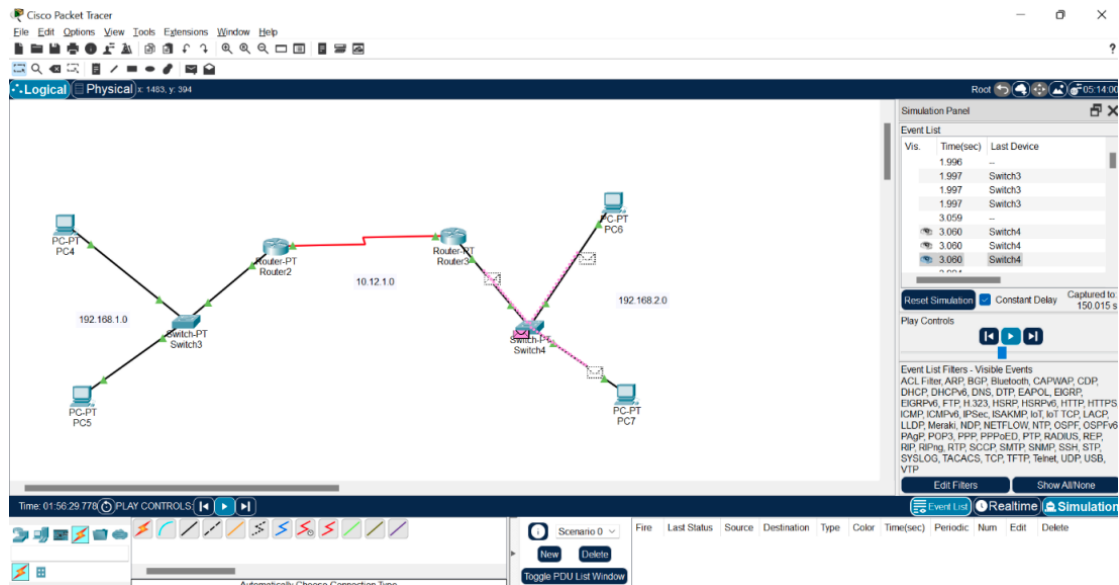 Cisco Packet Tracer
File Edit Options View Tools Extensions Window Help
?
Logical Physical x: 1483, y: 394 Root 05:14:00
Simulation Panel
Event List
Vis. Time(sec) Last Device
1.996 --
1.997 Switch3
1.997 Switch3
1.997 Switch3
3.059 --
3.060 Switch4
3.060 Switch4
3.060 Switch4
Reset Simulation Constant Delay Captured to:
150.015 s
Play Controls
Event List Filters - Visible Events
ACL Filter, ARP, BGP, Bluetooth, CAPWAP, CDP,
DHCP, DHCPv6, DNS, DTP, EAPOL, EIGRP,
EIGRPv6, FTP, H.323, HSRP, HSRPv6, HTTP, HTTPS,
ICMP, ICMPv6, IPSec, ISAKMP, IoT, IoT TCP, LACP,
LLDP, Meraki, NDP, NETFLOW, NTP, OSPF, OSPFv6,
PAgP, POP3, PPP, PPPoED, PTP, RADIUS, REP,
RIP, RIPng, RTP, SCCP, SMTP, SNMP, SSH, STP,
SYSLOG, TACACS, TCP, TFTP, Telnet, UDP, USB,
VTP
Edit Filters Show All/None
PC-PT
PC4
PC-PT
PC5
Switch-PT
Switch3
192.168.1.0
Router-PT
Router2
10.12.1.0
Router-PT
Router3
PC-PT
PC6
192.168.2.0
Switch-PT
Switch4
PC-PT
PC7
Time: 01:56:29.778 PLAY CONTROLS: Event List Realtime Simulation
Scenario 0
New Delete
Toggle PDU List Window
Fire Last Status Source Destination Type Color Time(sec) Periodic Num Edit Delete
Automatically Choose Connection Type